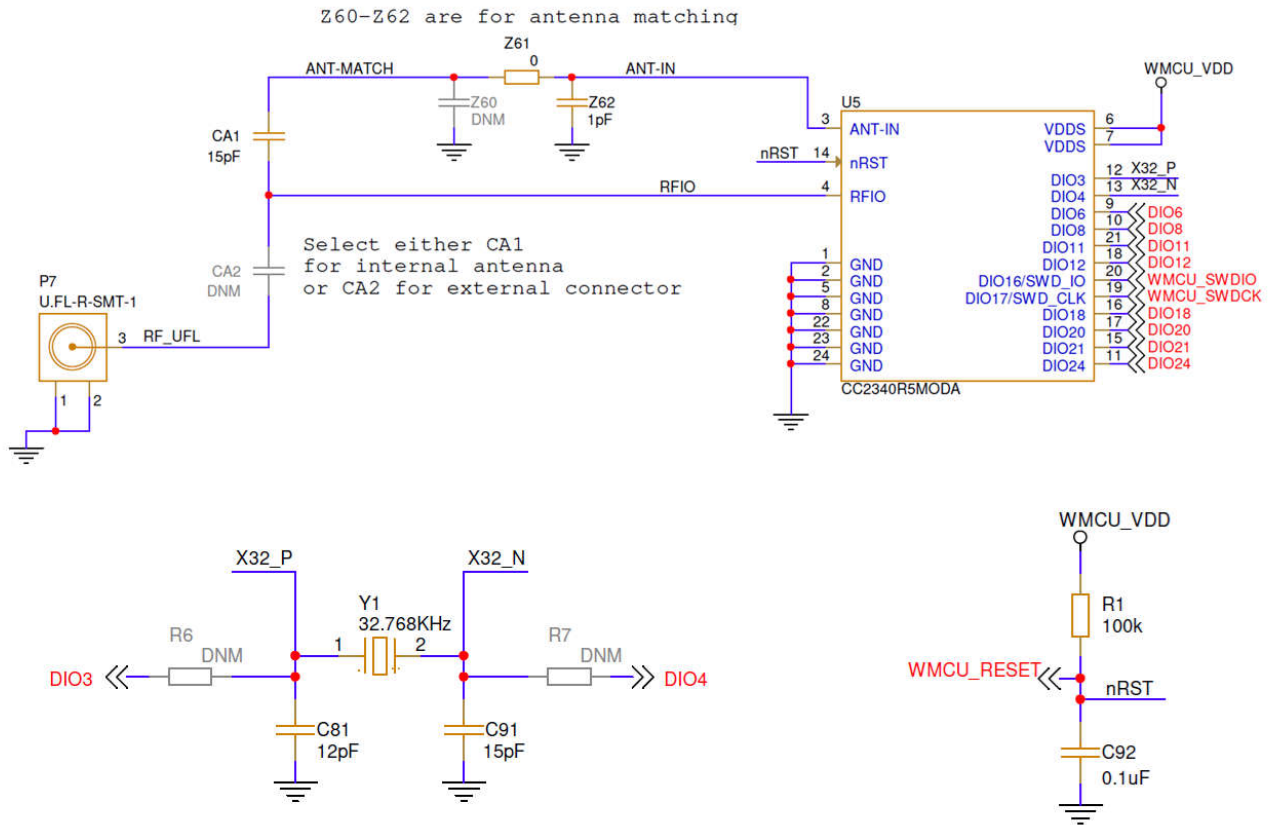 Z60-Z62 are for antenna matching
Z61
0
ANT-MATCH
ANT-IN
WMCU_VDD
Z60
DNM
Z62
1pF
CA1
15pF
U5
3
ANT-IN
nRST
14
nRST
RFIO
4
RFIO
VDDS
6
VDDS
7
DIO3
12
X32_P
DIO4
13
X32_N
DIO6
9
DIO6
DIO8
10
DIO8
DIO11
21
DIO11
DIO12
18
DIO12
DIO16/SWD_IO
20
WMCU_SWDIO
DIO17/SWD_CLK
19
WMCU_SWDCK
DIO18
16
DIO18
DIO20
17
DIO20
DIO21
15
DIO21
DIO24
11
DIO24
1
GND
2
GND
5
GND
8
GND
22
GND
23
GND
24
GND
CC2340R5MODA
CA2
DNM
Select either CA1
for internal antenna
or CA2 for external connector
P7
U.FL-R-SMT-1
3
RF_UFL
1
2
X32_P
X32_N
Y1
32.768KHz
1
2
R6
DNM
R7
DNM
DIO3
DIO4
C81
12pF
C91
15pF
WMCU_VDD
R1
100k
WMCU_RESET
nRST
C92
0.1uF